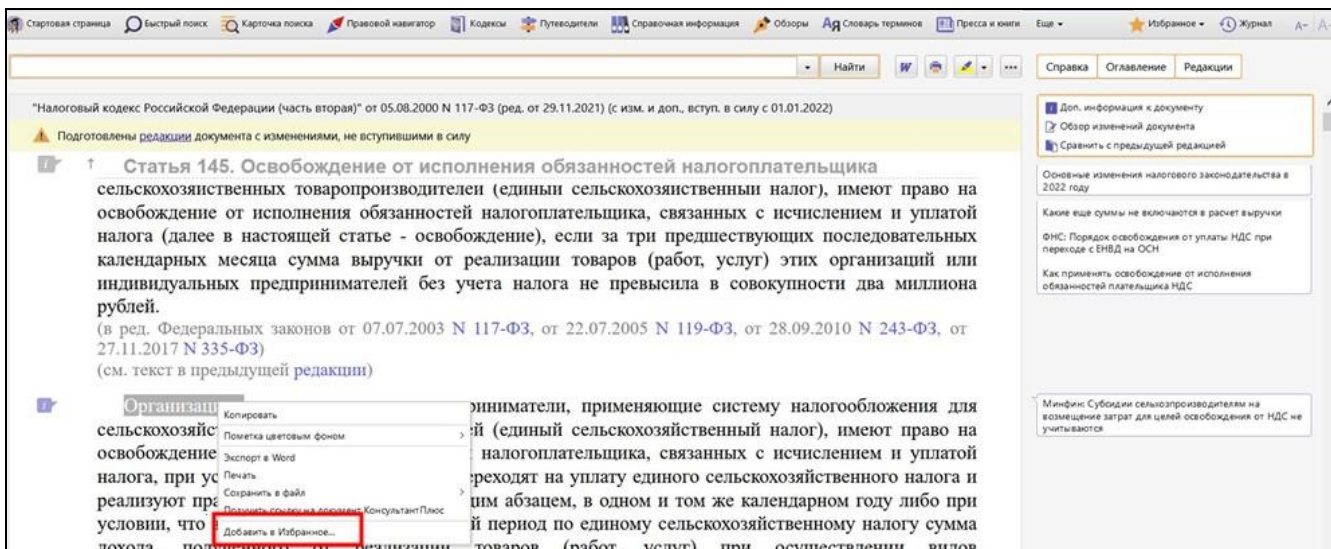 Стартовая страница Быстрый поиск Карточка поиска Правовой навигатор Кодексы Путеводители Справочная информация Обзоры Словарь терминов Пресса и книги Еще Избранное Журнал
Найти
Справка Оглавление Редакции
"Налоговый кодекс Российской Федерации (часть вторая)" от 05.08.2000 N 117-ФЗ (ред. от 29.11.2021) (с изм. и доп., вступ. в силу с 01.01.2022)
Подготовлены редакции документа с изменениями, не вступившими в силу
Статья 145. Освобождение от исполнения обязанностей налогоплательщика
сельскохозяйственных товаропроизводителей (единый сельскохозяйственный налог), имеют право на
освобождение от исполнения обязанностей налогоплательщика, связанных с исчислением и уплатой
налога (далее в настоящей статье - освобождение), если за три предшествующих последовательных
календарных месяца сумма выручки от реализации товаров (работ, услуг) этих организаций или
индивидуальных предпринимателей без учета налога не превысила в совокупности два миллиона
рублей.
(в ред. Федеральных законов от 07.07.2003 N 117-ФЗ, от 22.07.2005 N 119-ФЗ, от 28.09.2010 N 243-ФЗ, от
27.11.2017 N 335-ФЗ)
(см. текст в предыдущей редакции)
Организаци
риниматели, применяющие систему налогообложения для
сельскохозяйс
й (единый сельскохозяйственный налог), имеют право на
освобождение
налогоплательщика, связанных с исчислением и уплатой
налога, при ус
реходят на уплату единого сельскохозяйственного налога и
реализуют пра
им абзацем, в одном и том же календарном году либо при
условии, что
й период по единому сельскохозяйственному налогу сумма
дохода, полученного от реализации товаров (работ, услуг) при осуществлении видов
Копировать
Пометка цветовым фоном
Экспорт в Word
Печать
Сохранить в файл
Получить ссылку на документ КонсультантПлюс
Добавить в Избранное...
Доп. информация к документу
Обзор изменений документа
Сравнить с предыдущей редакцией
Основные изменения налогового законодательства в
2022 году
Какие еще суммы не включаются в расчет выручки
ФНС: Порядок освобождения от уплаты НДС при
переходе с ЕНВД на ОСН
Как применять освобождение от исполнения
обязанностей плательщика НДС
Минфин: Субсидии сельхозпроизводителям на
возмещение затрат для целей освобождения от НДС не
учитываются